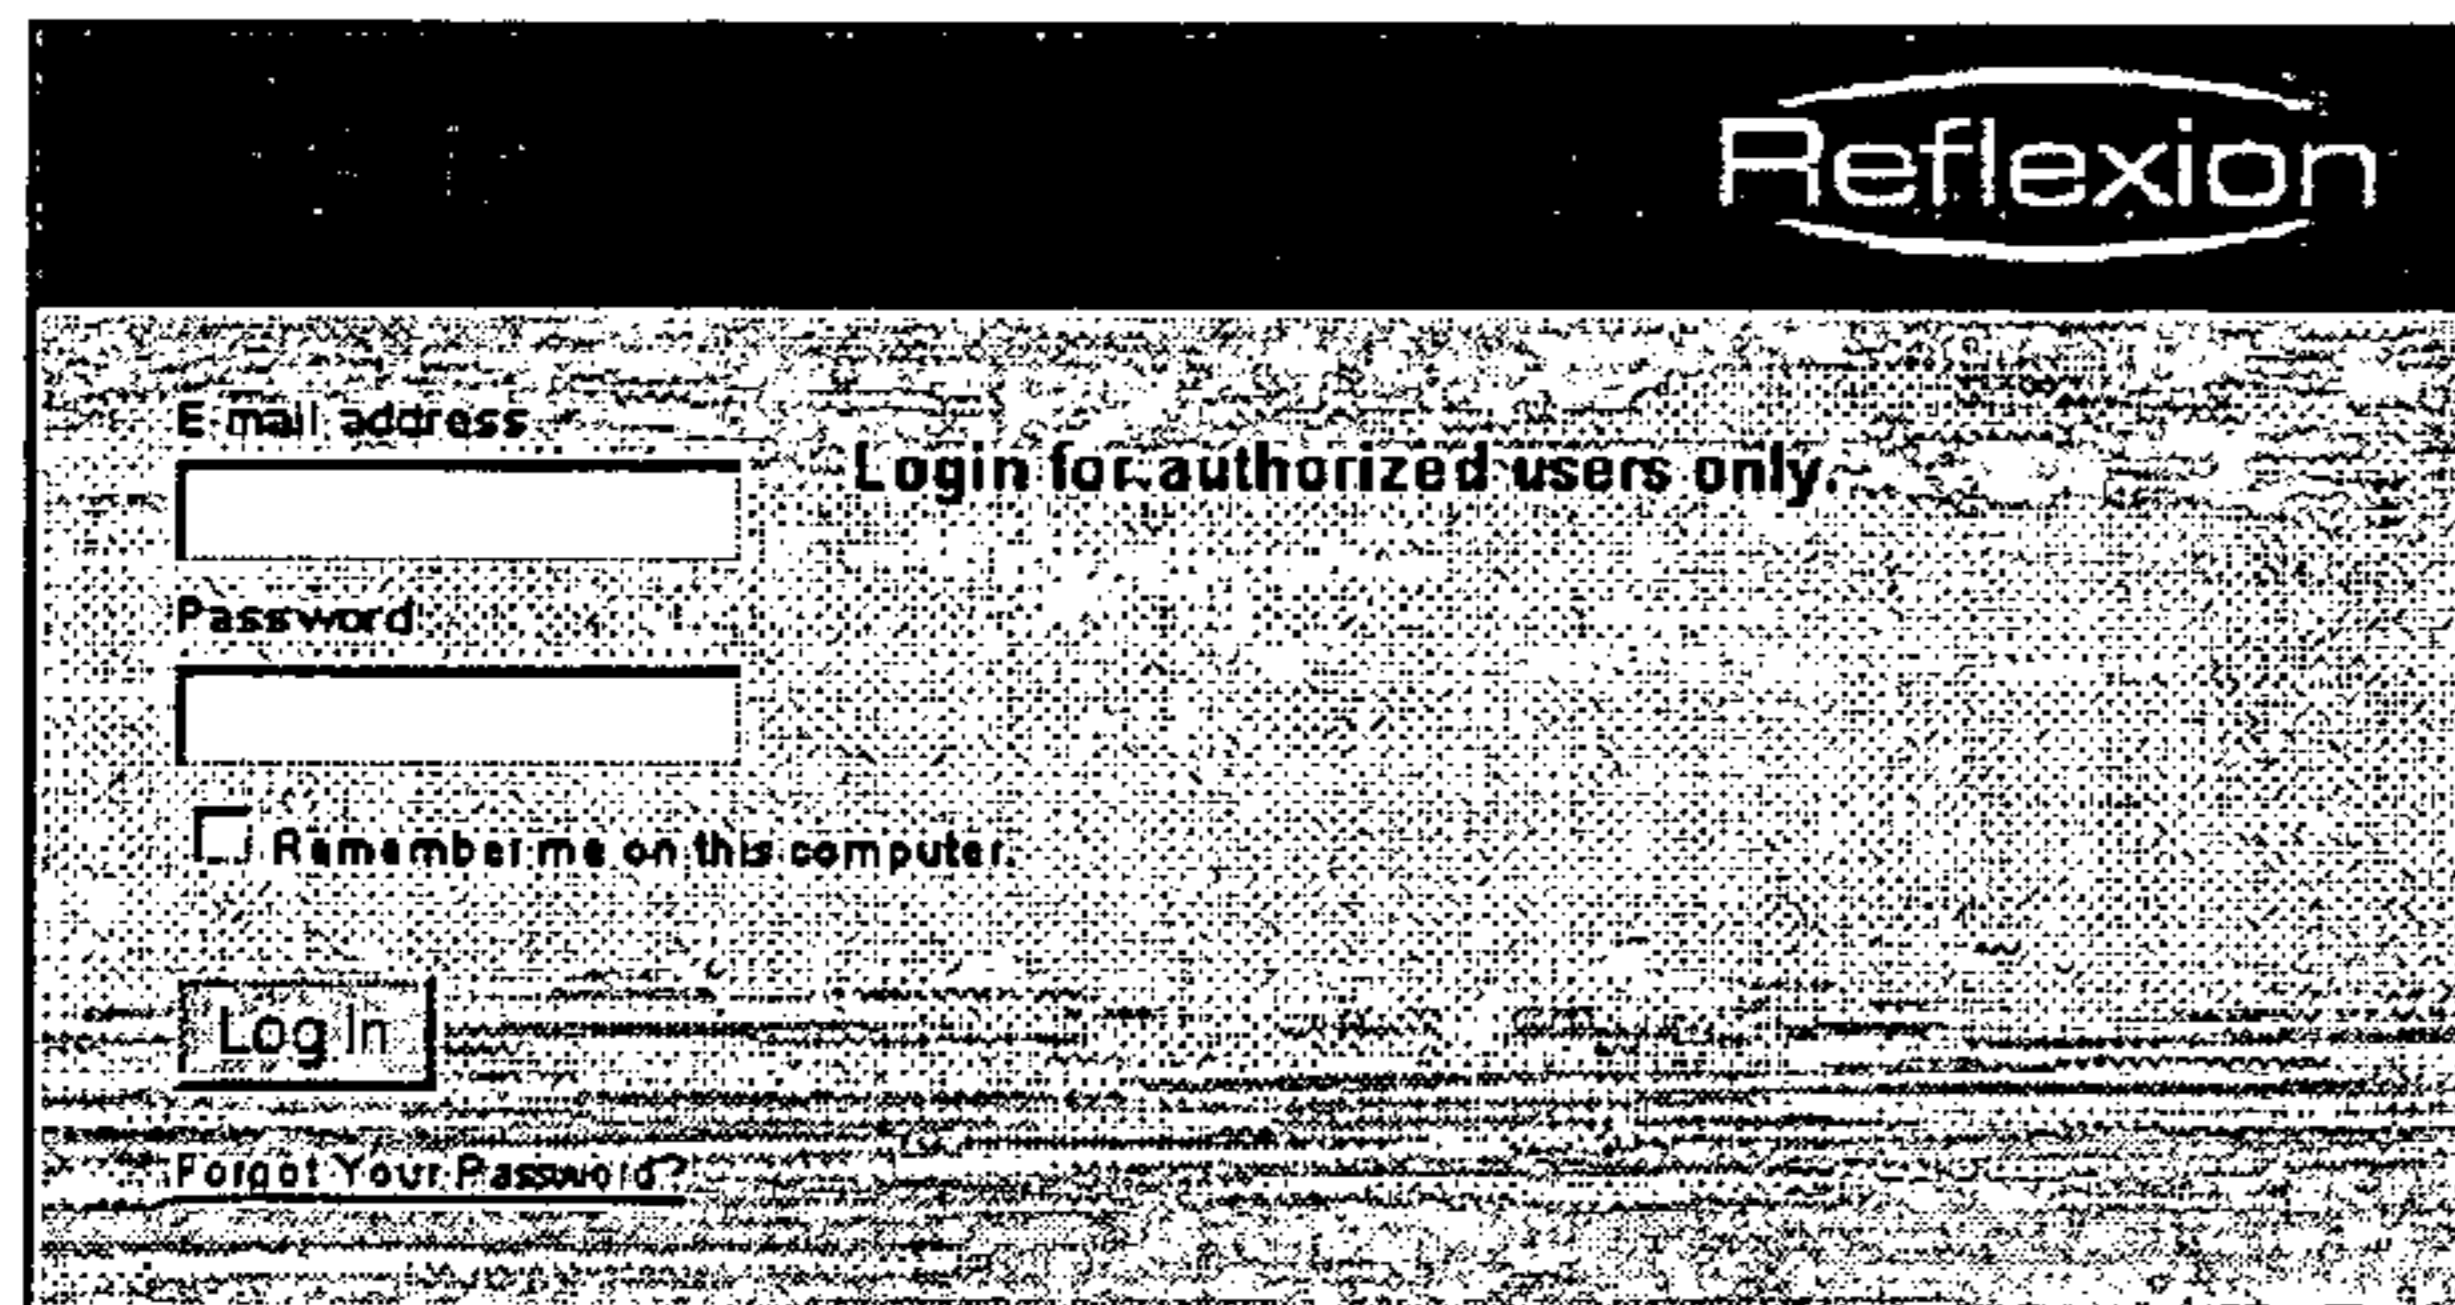 Reflexion
E-mail address
Login for authorized users only.
Password
Remember me on this computer.
Log In
Forgot Your Password?